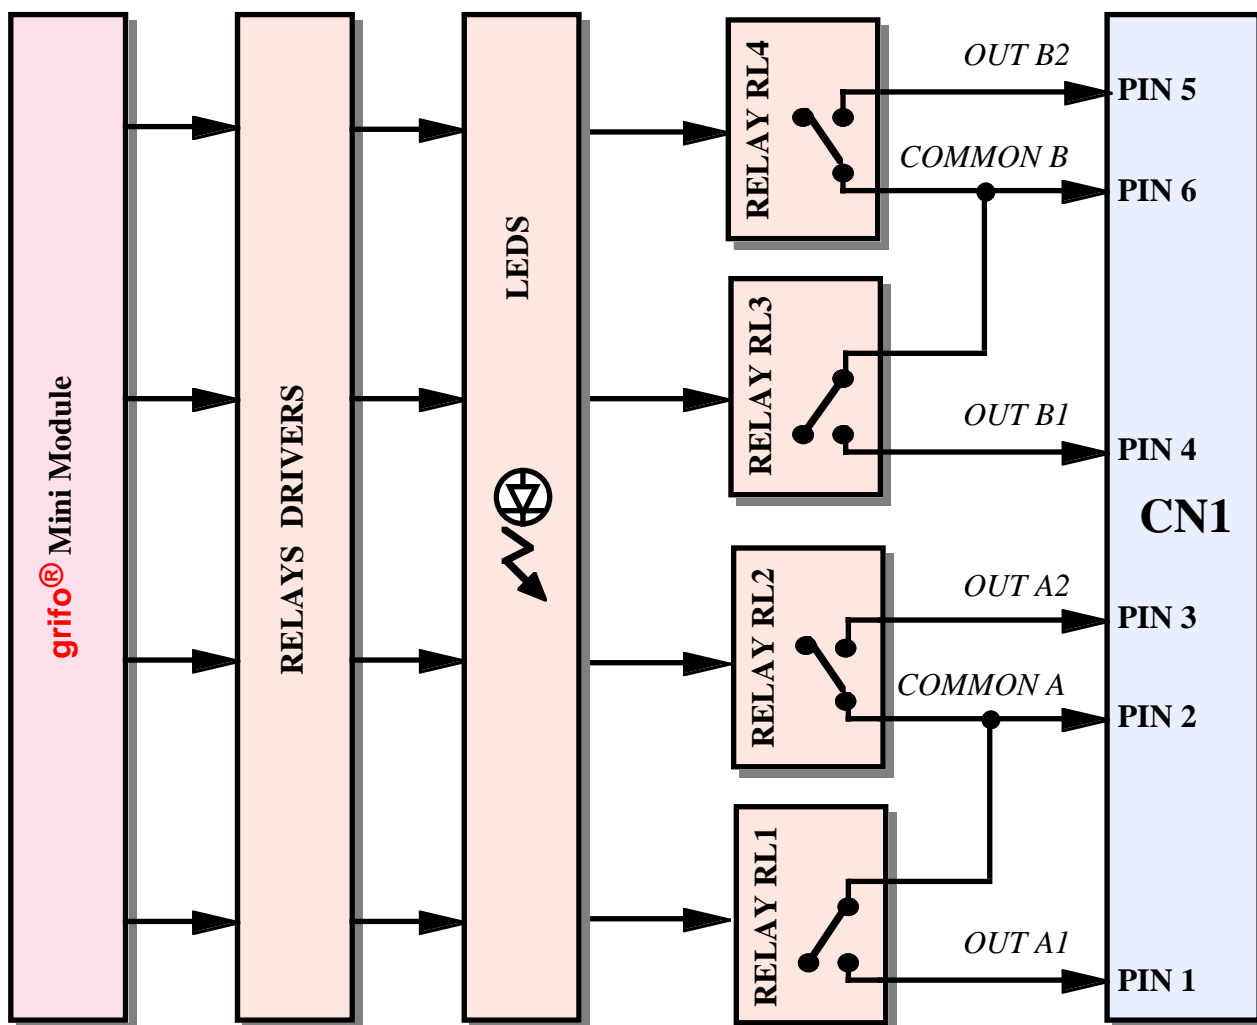 grifo® Mini Module
RELAYS DRIVERS
LEDS
RELAY RL4
OUT B2
PIN 5
COMMON B
PIN 6
RELAY RL3
OUT B1
PIN 4
CN1
RELAY RL2
OUT A2
PIN 3
COMMON A
PIN 2
RELAY RL1
OUT A1
PIN 1